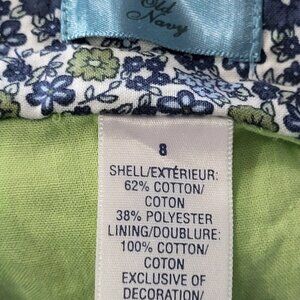 Old
Navy
8
SHELL/EXTÉRIEUR:
62% COTTON/
COTON
38% POLYESTER
LINING/DOUBLURE:
100% COTTON/
COTON
EXCLUSIVE OF
DECORATION/